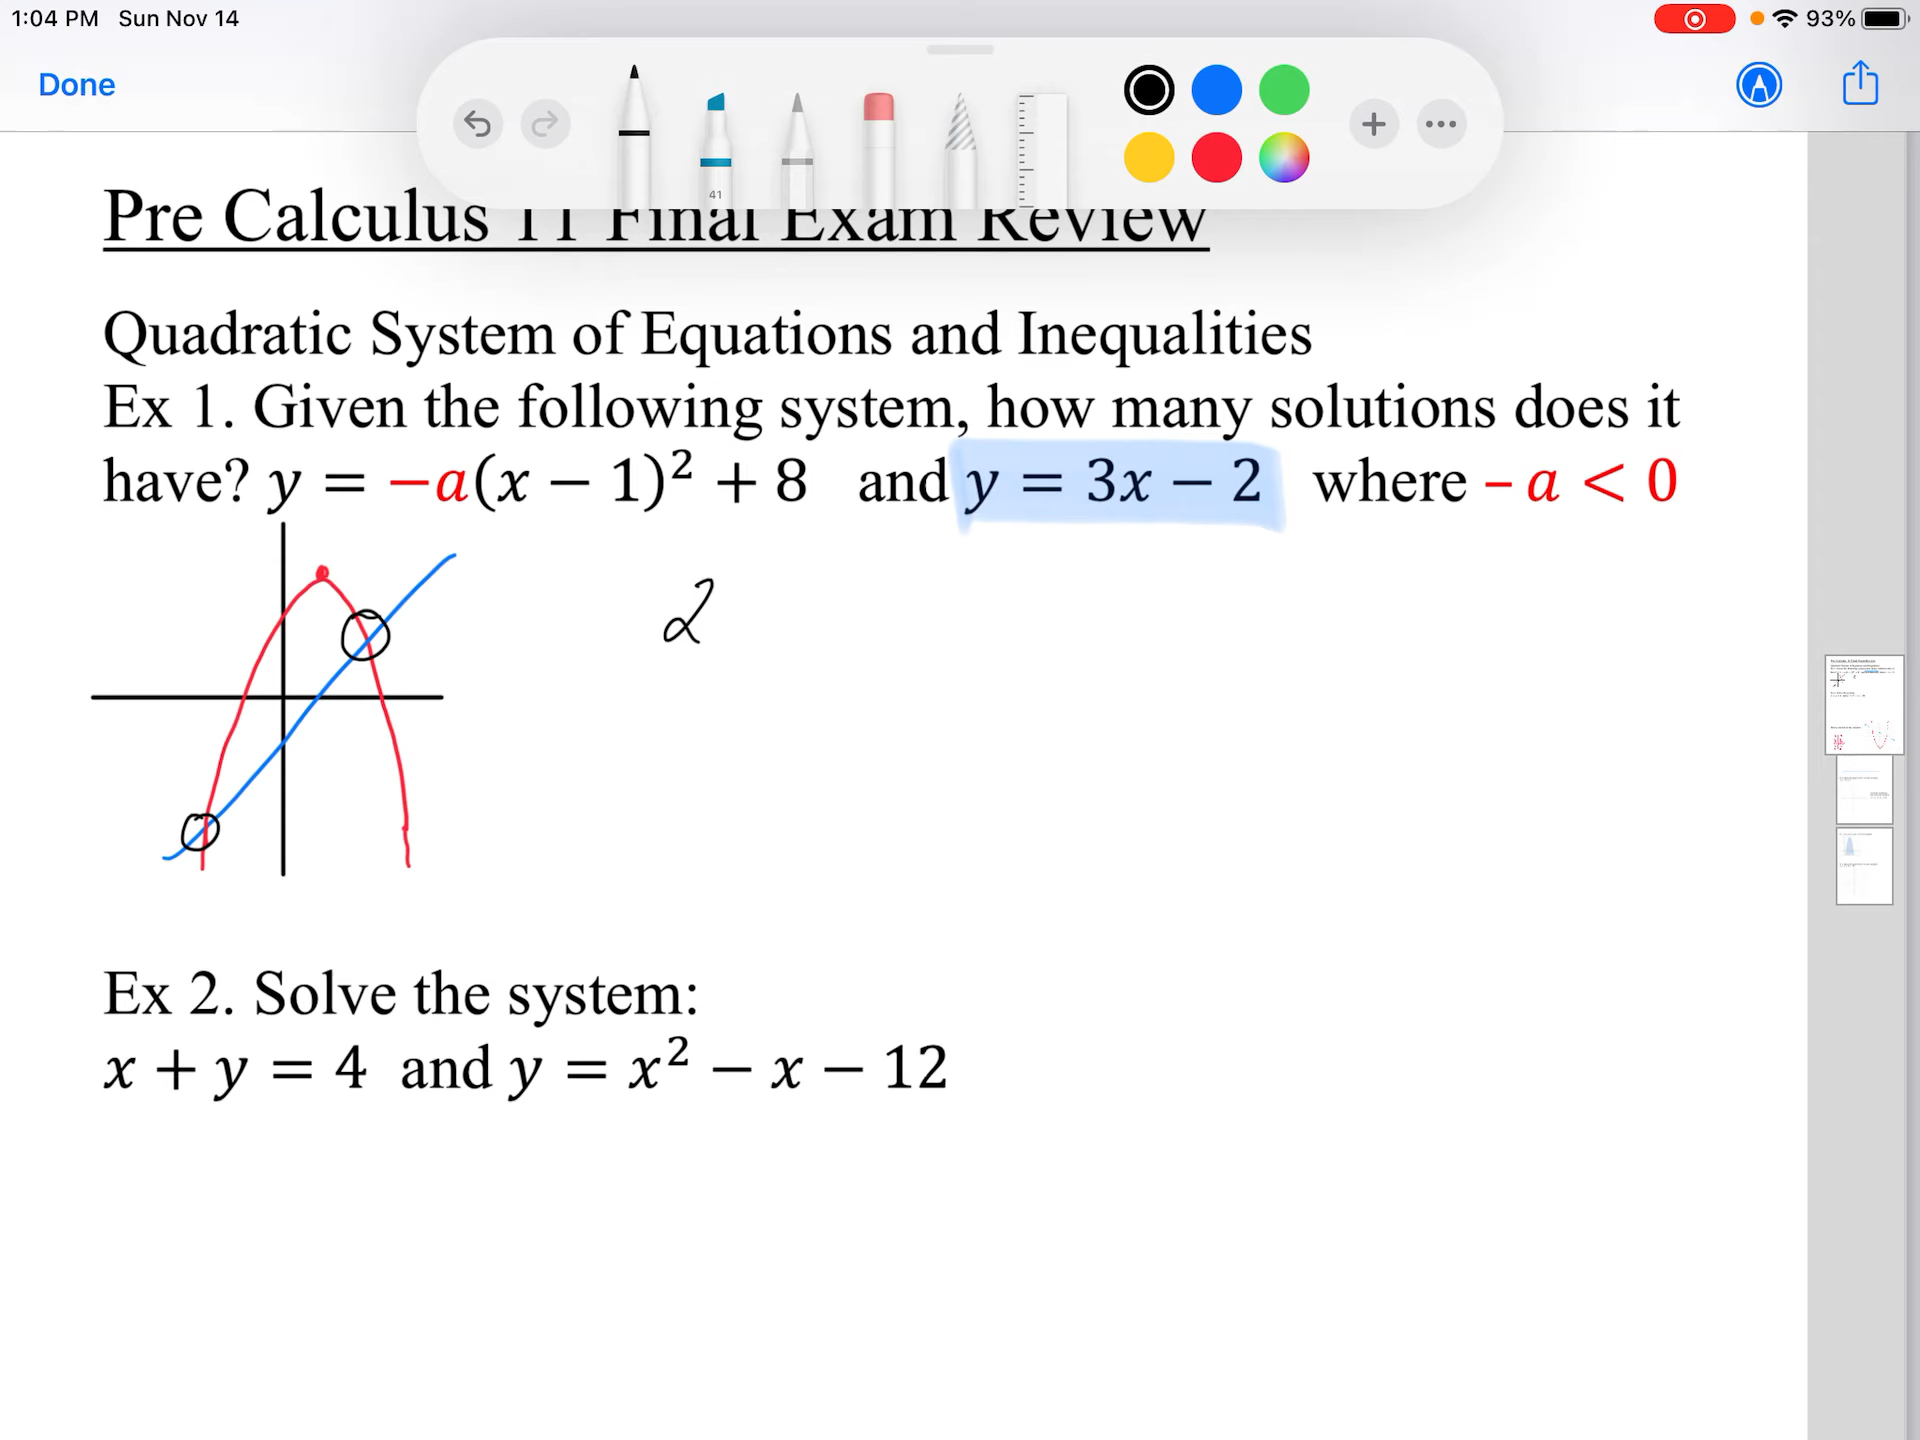 1:04 PM Sun Nov 14
93%
Done
41
Pre Calculus 11 Final Exam Review
Quadratic System of Equations and Inequalities
Ex 1. Given the following system, how many solutions does it
have? y = −a(x − 1)² + 8 and y = 3x − 2 where − a < 0
2
Ex 2. Solve the system:
x + y = 4 and y = x² − x − 12